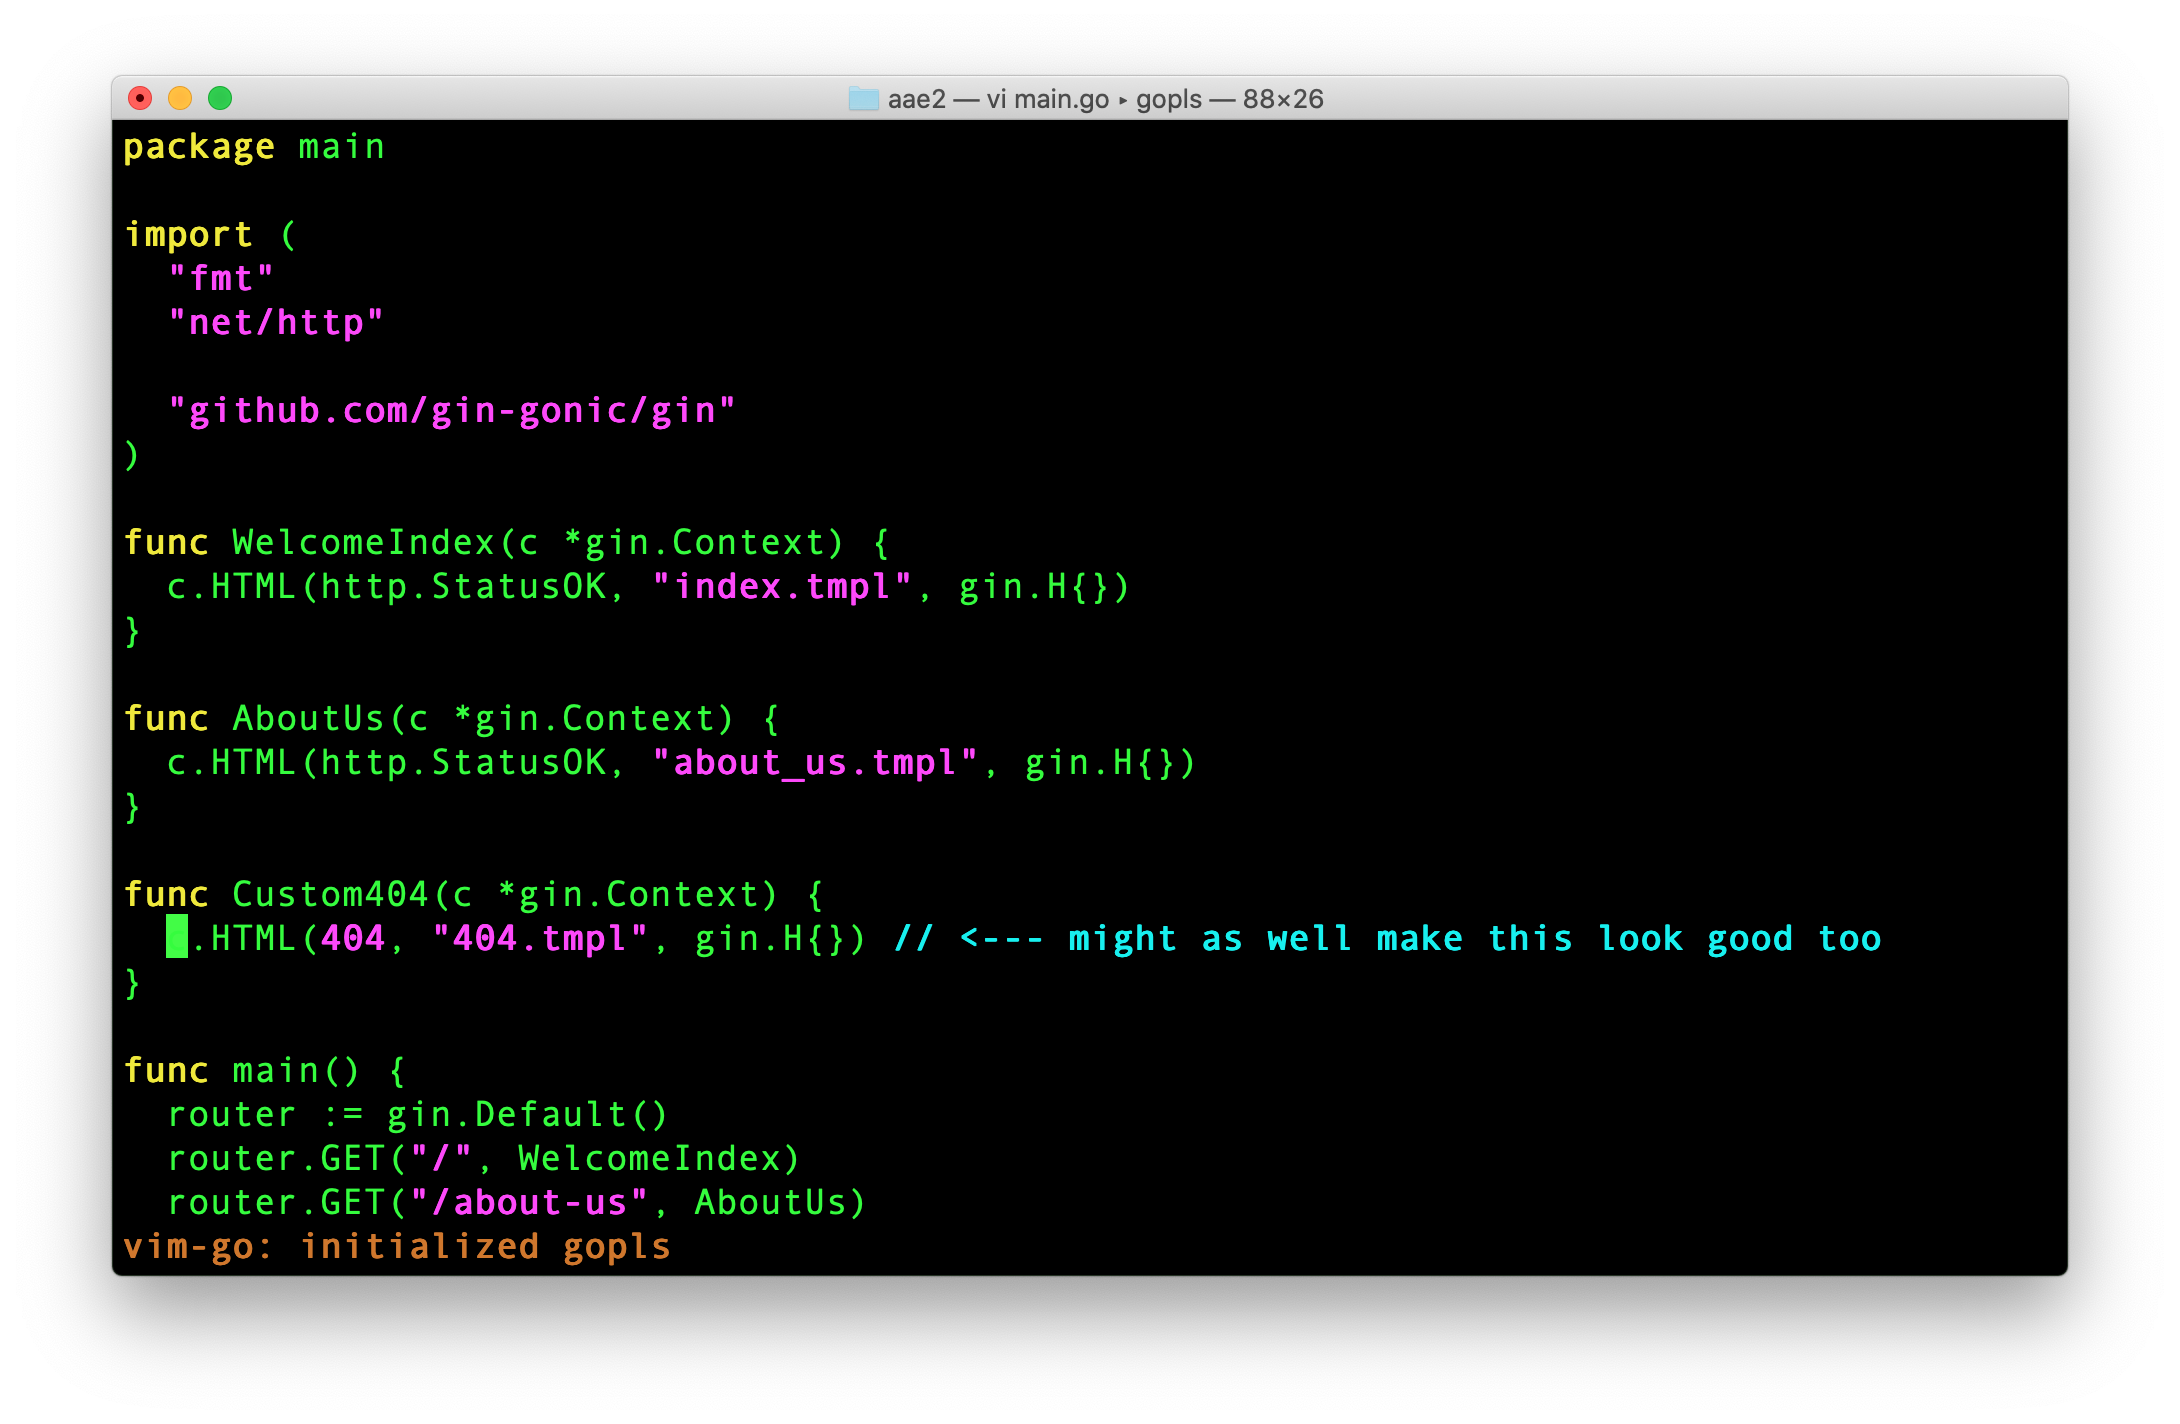 aae2 — vi main.go ▸ gopls — 88×26
package main
import (
  "fmt"
  "net/http"
  "github.com/gin-gonic/gin"
)
func WelcomeIndex(c *gin.Context) {
  c.HTML(http.StatusOK, "index.tmpl", gin.H{})
}
func AboutUs(c *gin.Context) {
  c.HTML(http.StatusOK, "about_us.tmpl", gin.H{})
}
func Custom404(c *gin.Context) {
  c.HTML(404, "404.tmpl", gin.H{}) // <--- might as well make this look good too
}
func main() {
  router := gin.Default()
  router.GET("/", WelcomeIndex)
  router.GET("/about-us", AboutUs)
vim-go: initialized gopls